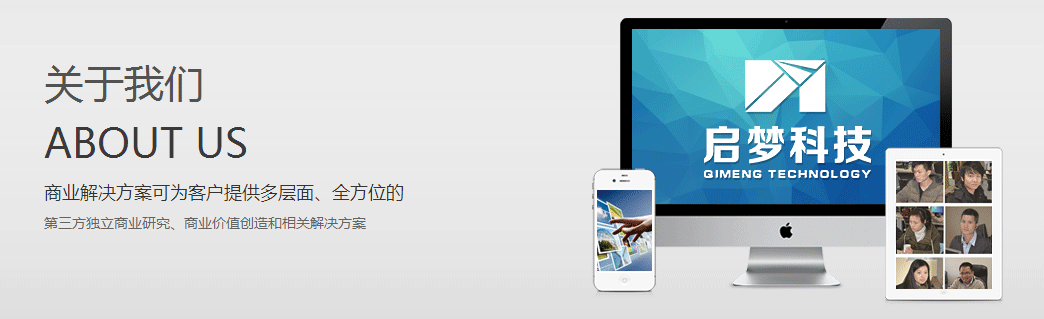 关于我们
ABOUT US
商业解决方案可为客户提供多层面、全方位的
第三方独立商业研究、商业价值创造和相关解决方案
启梦科技
QIMENG TECHNOLOGY